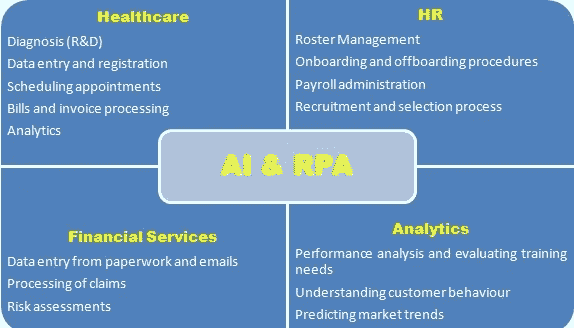 Healthcare
Diagnosis (R&D)
Data entry and registration
Scheduling appointments
Bills and invoice processing
Analytics
HR
Roster Management
Onboarding and offboarding procedures
Payroll administration
Recruitment and selection process
AI & RPA
Financial Services
Data entry from paperwork and emails
Processing of claims
Risk assessments
Analytics
Performance analysis and evaluating training
needs
Understanding customer behaviour
Predicting market trends